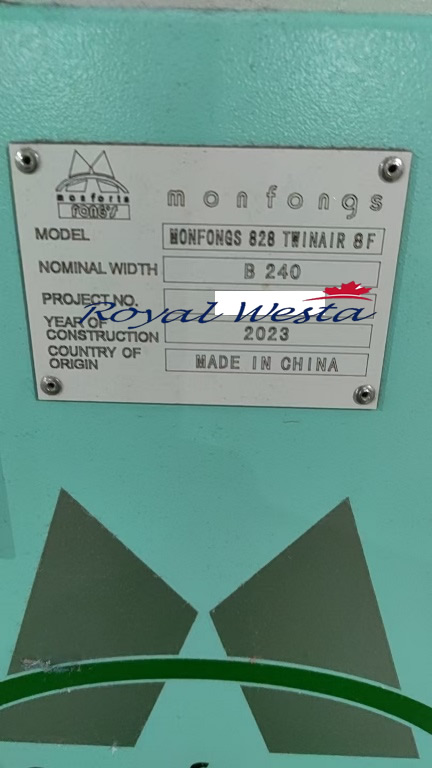 monforts
FONG'S
monfongs
MODEL MONFONGS 828 TWINAIR 8F
NOMINAL WIDTH B 240
PROJECT NO.
Royal Westa
YEAR OF CONSTRUCTION 2023
COUNTRY OF ORIGIN MADE IN CHINA